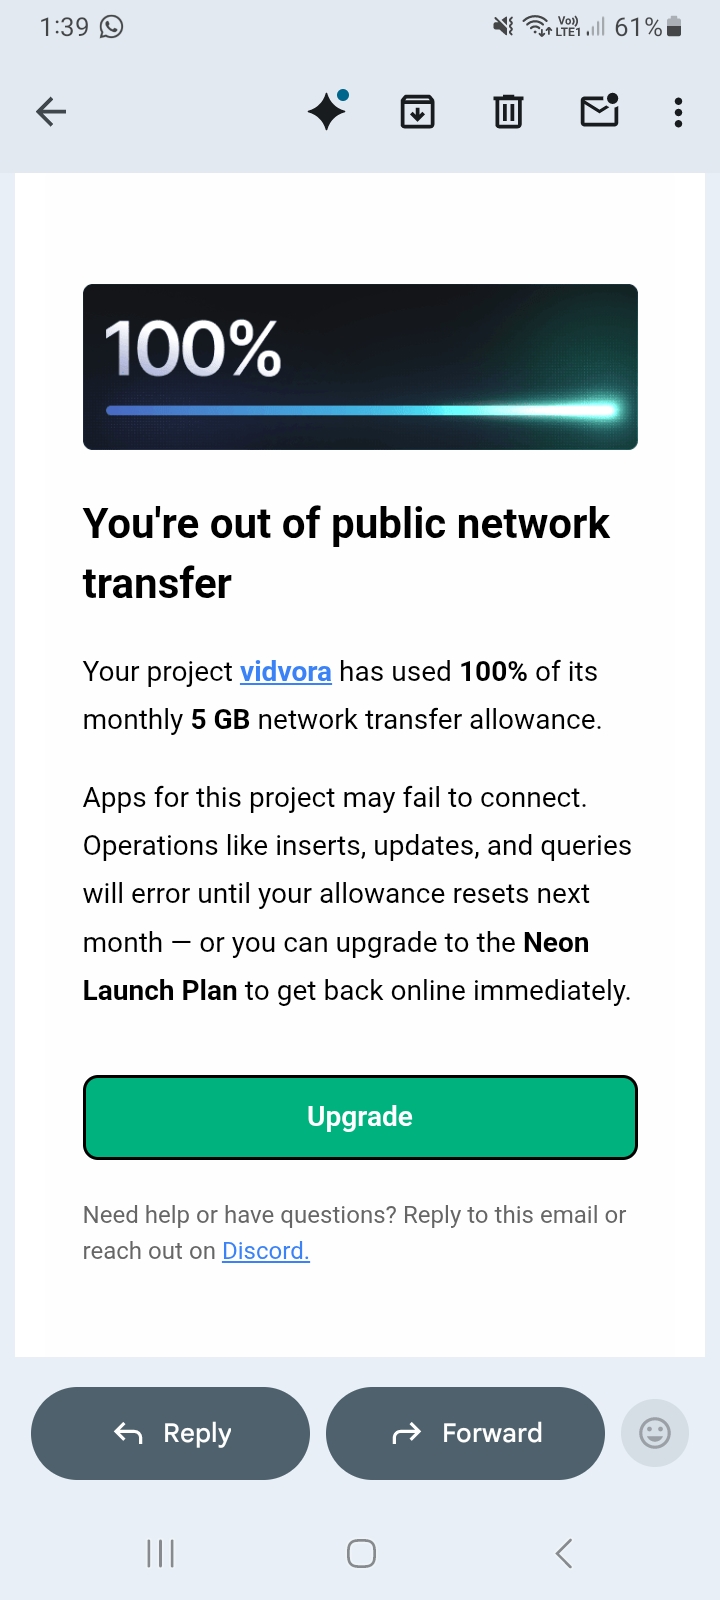 1:39
Vo)) LTE1 61%
100%
You're out of public network
transfer
Your project vidvora has used 100% of its
monthly 5 GB network transfer allowance.
Apps for this project may fail to connect.
Operations like inserts, updates, and queries
will error until your allowance resets next
month — or you can upgrade to the Neon
Launch Plan to get back online immediately.
Upgrade
Need help or have questions? Reply to this email or
reach out on Discord.
Reply Forward